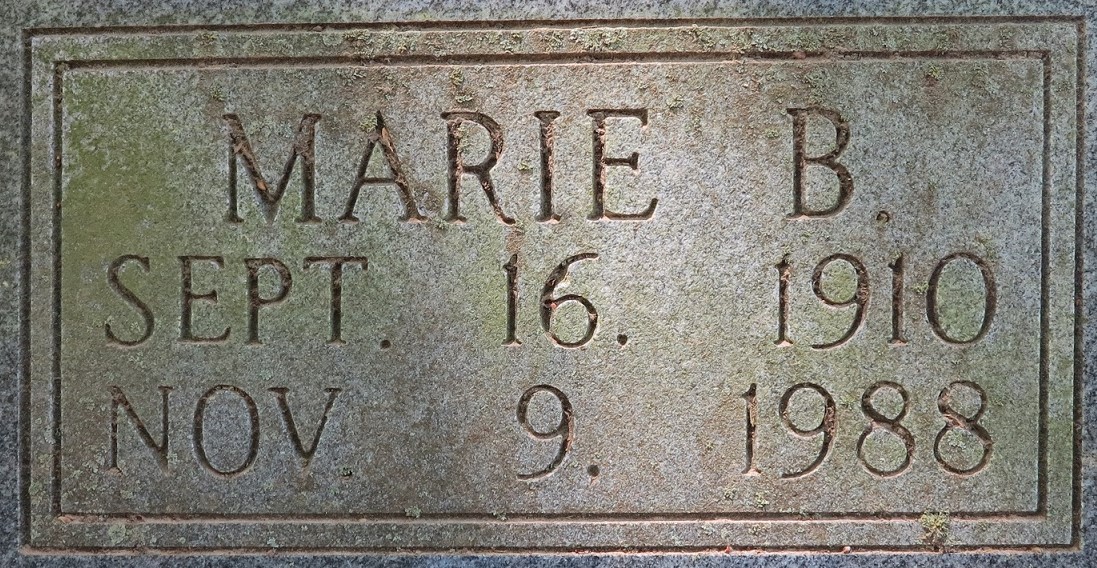 MARIE B.
SEPT. 16. 1910
NOV. 9. 1988